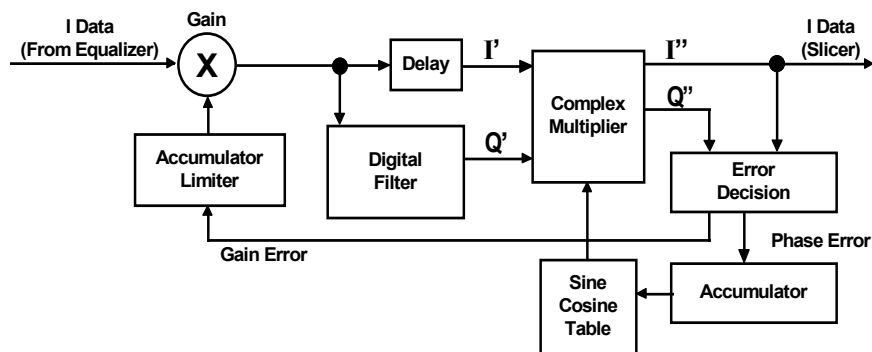 I Data
(From Equalizer)
Gain
X
Delay
I'
Complex
Multiplier
I"
I Data
(Slicer)
Q"
Accumulator
Limiter
Digital
Filter
Q'
Error
Decision
Gain Error
Phase Error
Sine
Cosine
Table
Accumulator